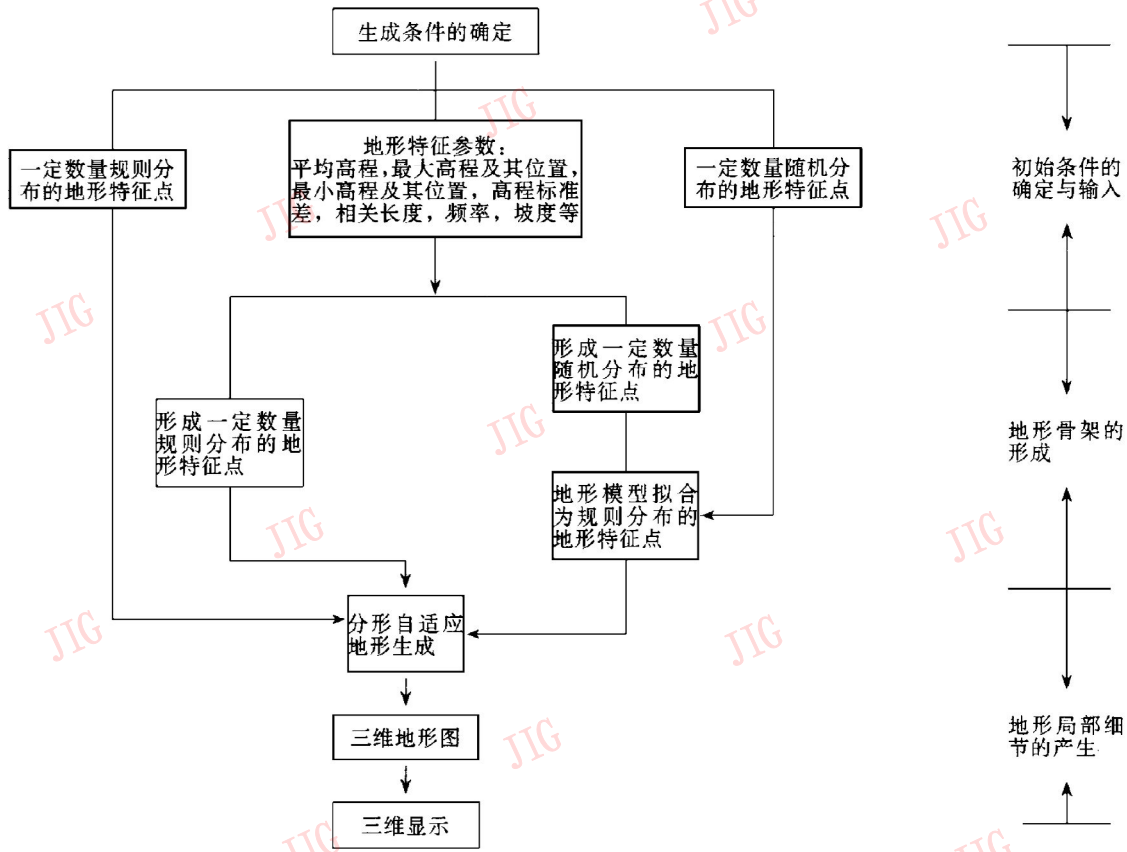 生成条件的确定
一定数量规则分
布的地形特征点
地形特征参数：
平均高程，最大高程及其位置，
最小高程及其位置，高程标准
差，相关长度，频率，坡度等
一定数量随机分
布的地形特征点
初始条件的
确定与输入
形成一定数量
随机分布的地
形特征点
形成一定数量
规则分布的地
形特征点
地形骨架的
形成
地形模型拟合
为规则分布的
地形特征点
分形自适应
地形生成
三维地形图
地形局部细
节的产生
三维显示
JIG
JIG
JIG
JIG
JIG
JIG
JIG
JIG
JIG
JIG
JIG
JIG
JIG
JIG